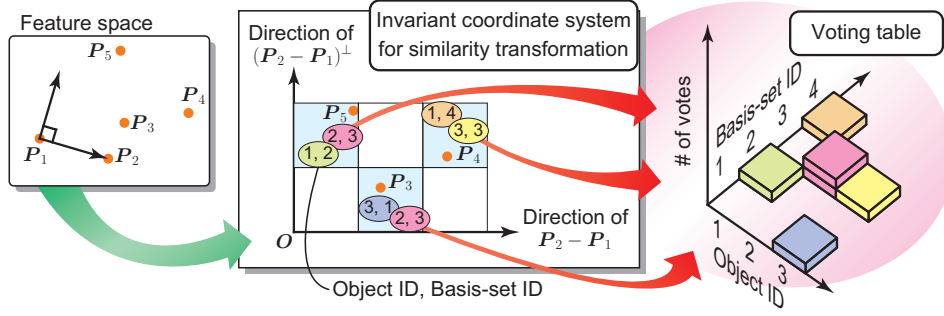 Feature space
P₅
P₄
P₃
P₁
P₂
Direction of
(P₂ − P₁)⊥
Invariant coordinate system
for similarity transformation
P₅
1, 4
2, 3
3, 3
1, 2
P₄
P₃
3, 1
2, 3
O
Direction of
P₂ − P₁
Object ID, Basis-set ID
Voting table
# of votes
Basis-set ID
1
2
3
4
1
2
3
Object ID